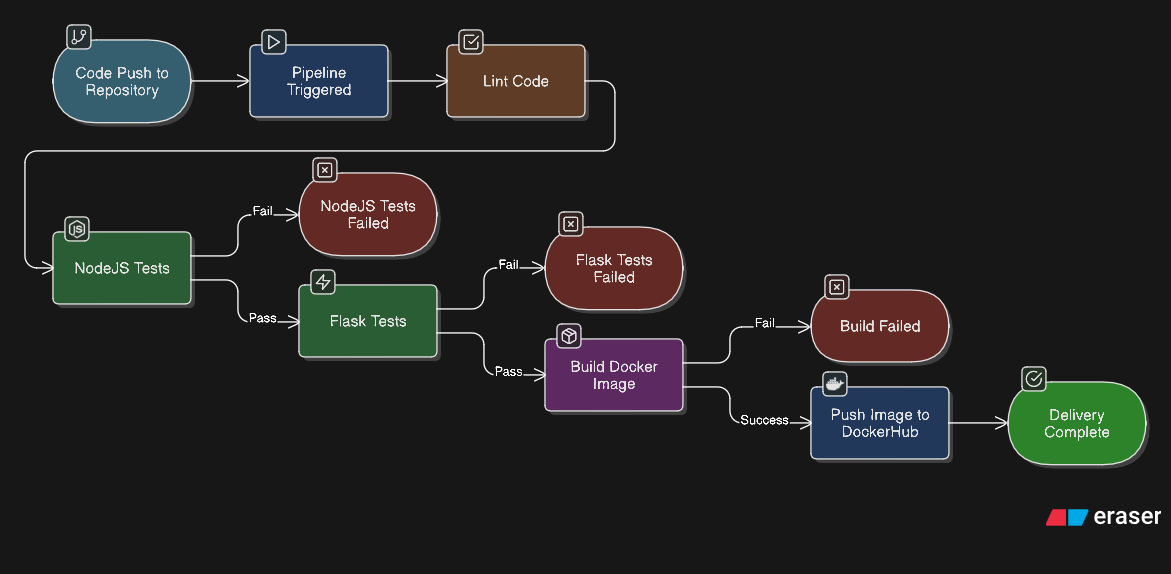 Code Push to
Repository
Pipeline
Triggered
Lint Code
NodeJS Tests
Failed
Fail
JS
NodeJS Tests
Pass
Flask Tests
Fail
Flask Tests
Failed
Pass
Build Docker
Image
Fail
Build Failed
Success
Push Image to
DockerHub
Delivery
Complete
eraser